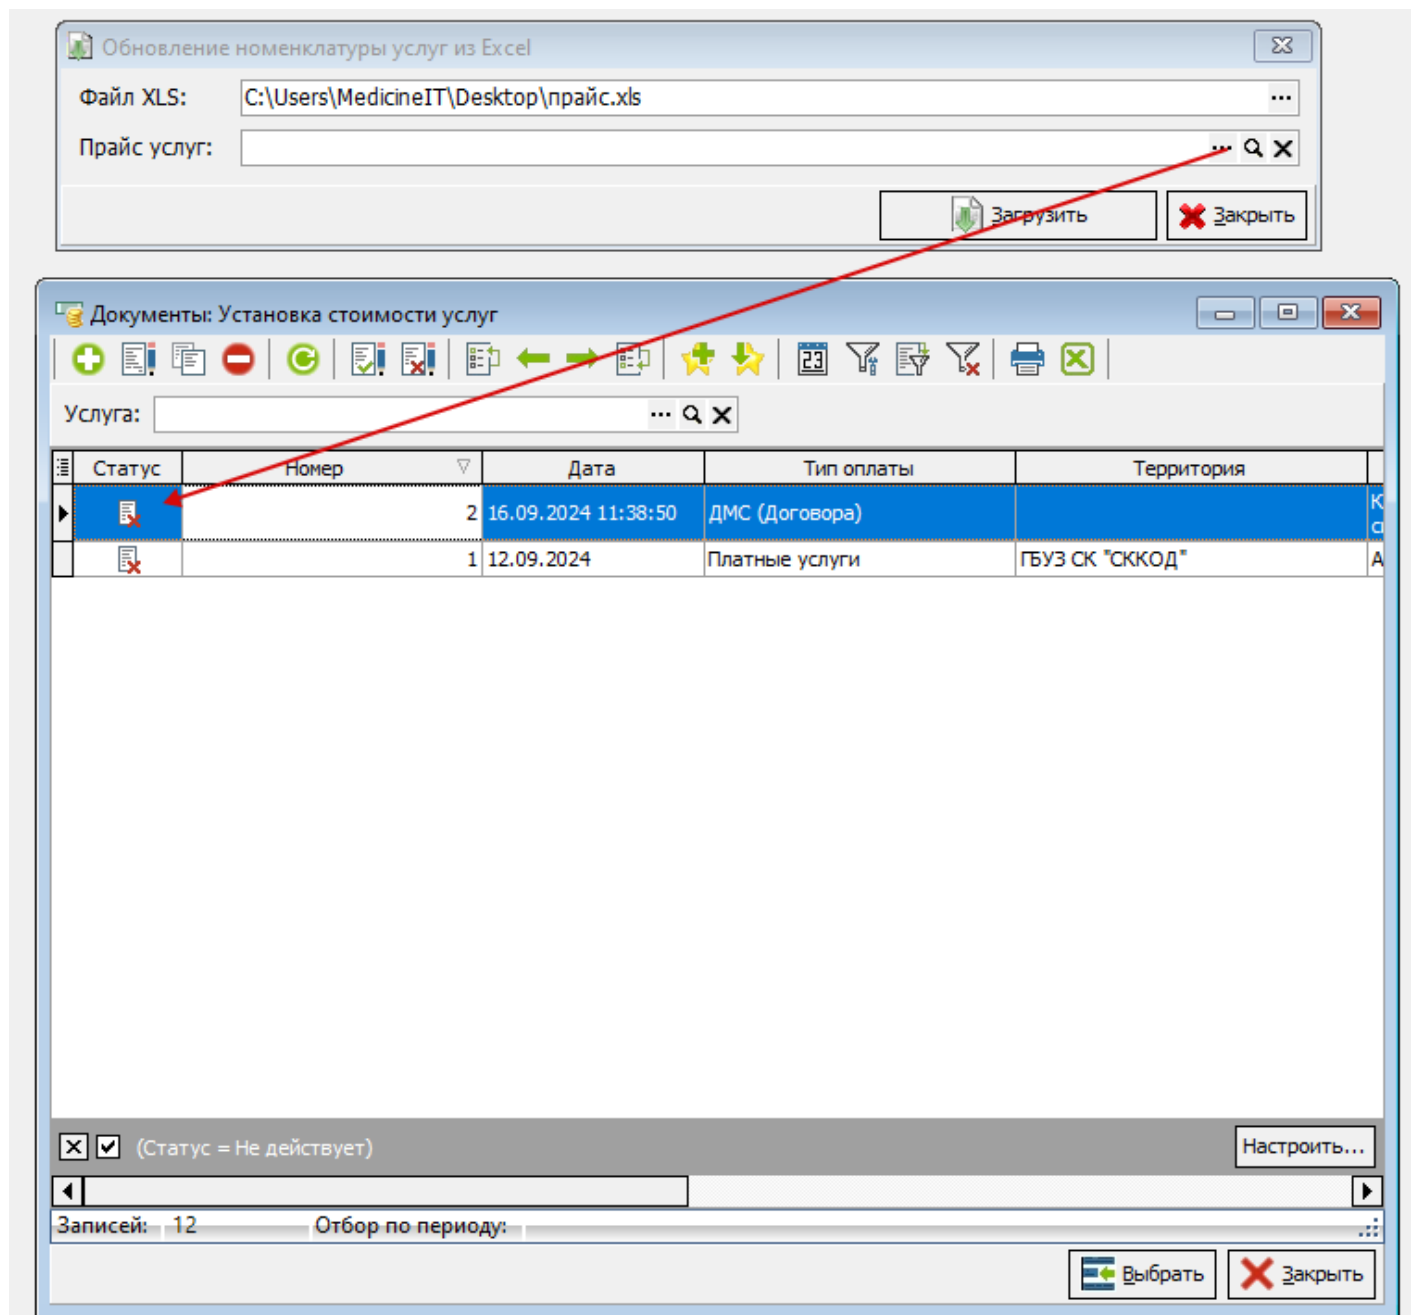 Обновление номенклатуры услуг из Excel
Файл XLS: C:\Users\MedicineIT\Desktop\прайс.xls ...
Прайс услуг: ...
Загрузить Закрыть
Документы: Установка стоимости услуг
23
Услуга: ...
Статус Номер Дата Тип оплаты Территория
2 16.09.2024 11:38:50 ДМС (Договора)
1 12.09.2024 Платные услуги ГБУЗ СК "СККОД" А
(Статус = Не действует) Настроить...
Записей: 12 Отбор по периоду:
Выбрать Закрыть